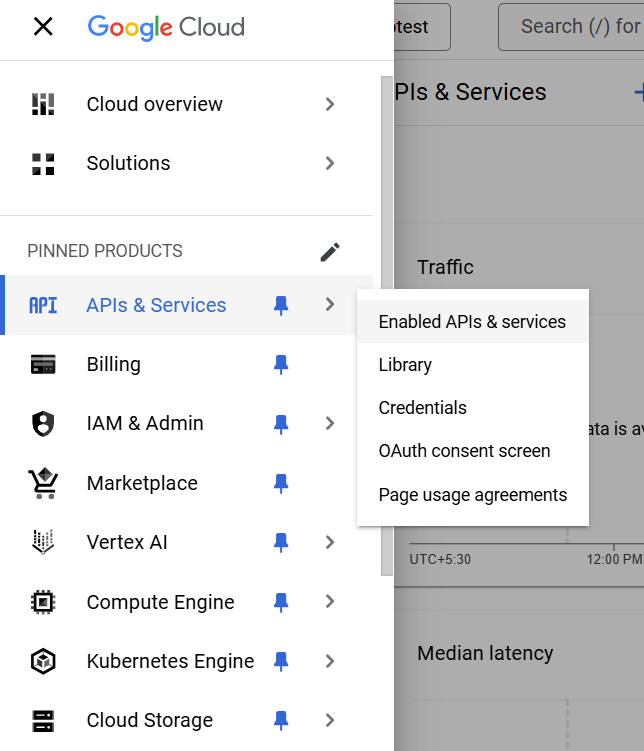 Google Cloud
Search (/) for
Cloud overview
Solutions
PINNED PRODUCTS
API APIs & Services
Billing
IAM & Admin
Marketplace
Vertex AI
Compute Engine
Kubernetes Engine
Cloud Storage
Enabled APIs & services
Library
Credentials
OAuth consent screen
Page usage agreements
PIs & Services
Traffic
ata is av
UTC+5:30
12:00 PM
Median latency